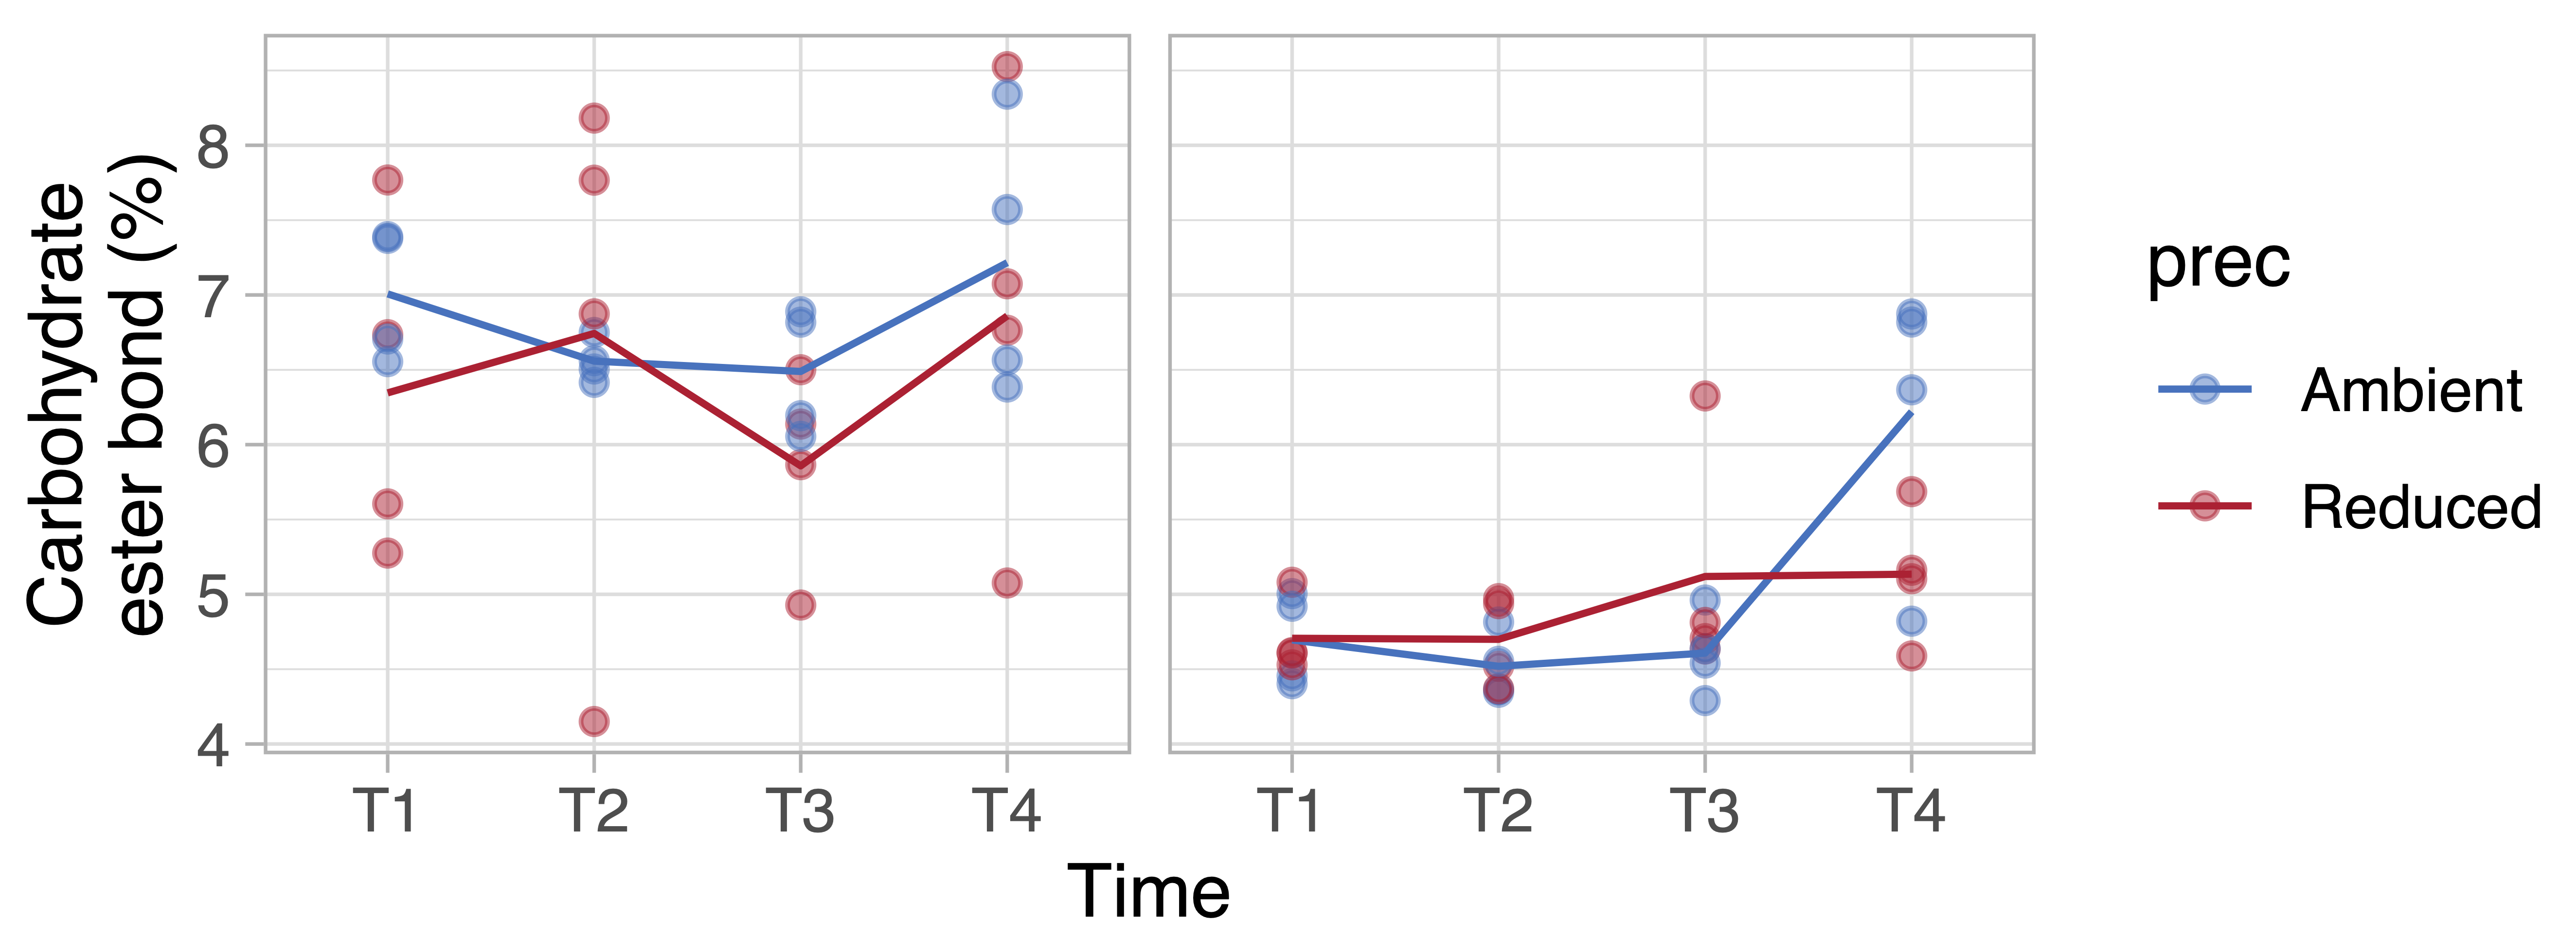 Carbohydrate
ester bond (%)
8
7
6
5
4
T1 T2 T3 T4
T1 T2 T3 T4
Time
prec
Ambient
Reduced